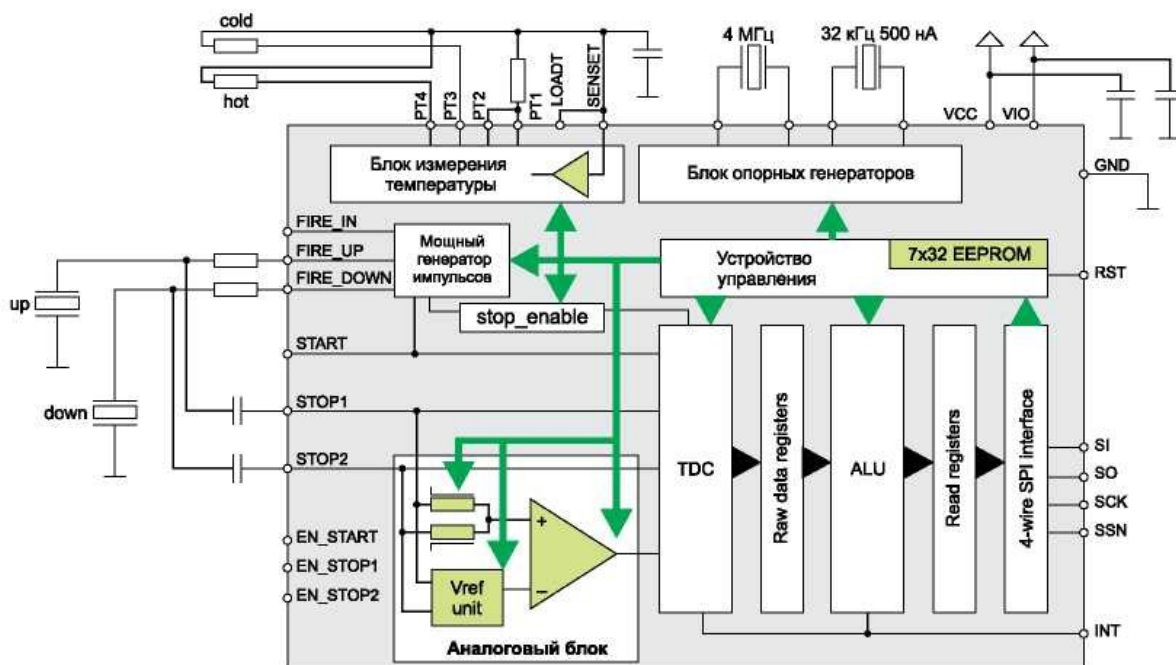 cold
hot
PT4
PT3
PT2
PT1
LOADT
SENSET
4 МГц
32 кГц 500 нА
VCC
VIO
GND
Блок измерения
температуры
Блок опорных генераторов
FIRE_IN
FIRE_UP
FIRE_DOWN
Мощный
генератор
импульсов
Устройство
управления
7x32 EEPROM
RST
up
stop_enable
START
down
STOP1
STOP2
TDC
Raw data registers
ALU
Read registers
4-wire SPI interface
SI
SO
SCK
SSN
EN_START
EN_STOP1
EN_STOP2
+
−
Vref
unit
Аналоговый блок
INT